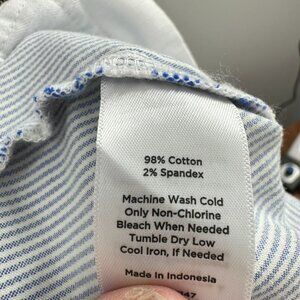 98% Cotton
2% Spandex
Machine Wash Cold
Only Non-Chlorine
Bleach When Needed
Tumble Dry Low
Cool Iron, If Needed
Made In Indonesia